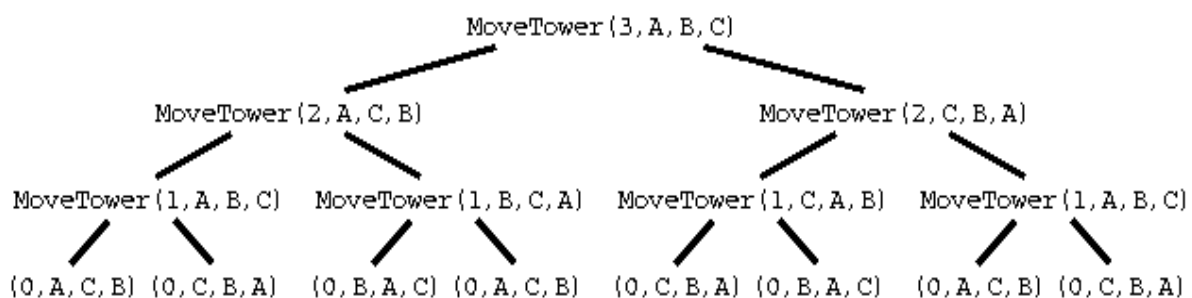 MoveTower(3,A,B,C)
MoveTower(2,A,C,B) MoveTower(2,C,B,A)
MoveTower(1,A,B,C) MoveTower(1,B,C,A) MoveTower(1,C,A,B) MoveTower(1,A,B,C)
(0,A,C,B) (0,C,B,A) (0,B,A,C) (0,A,C,B) (0,C,B,A) (0,B,A,C) (0,A,C,B) (0,C,B,A)